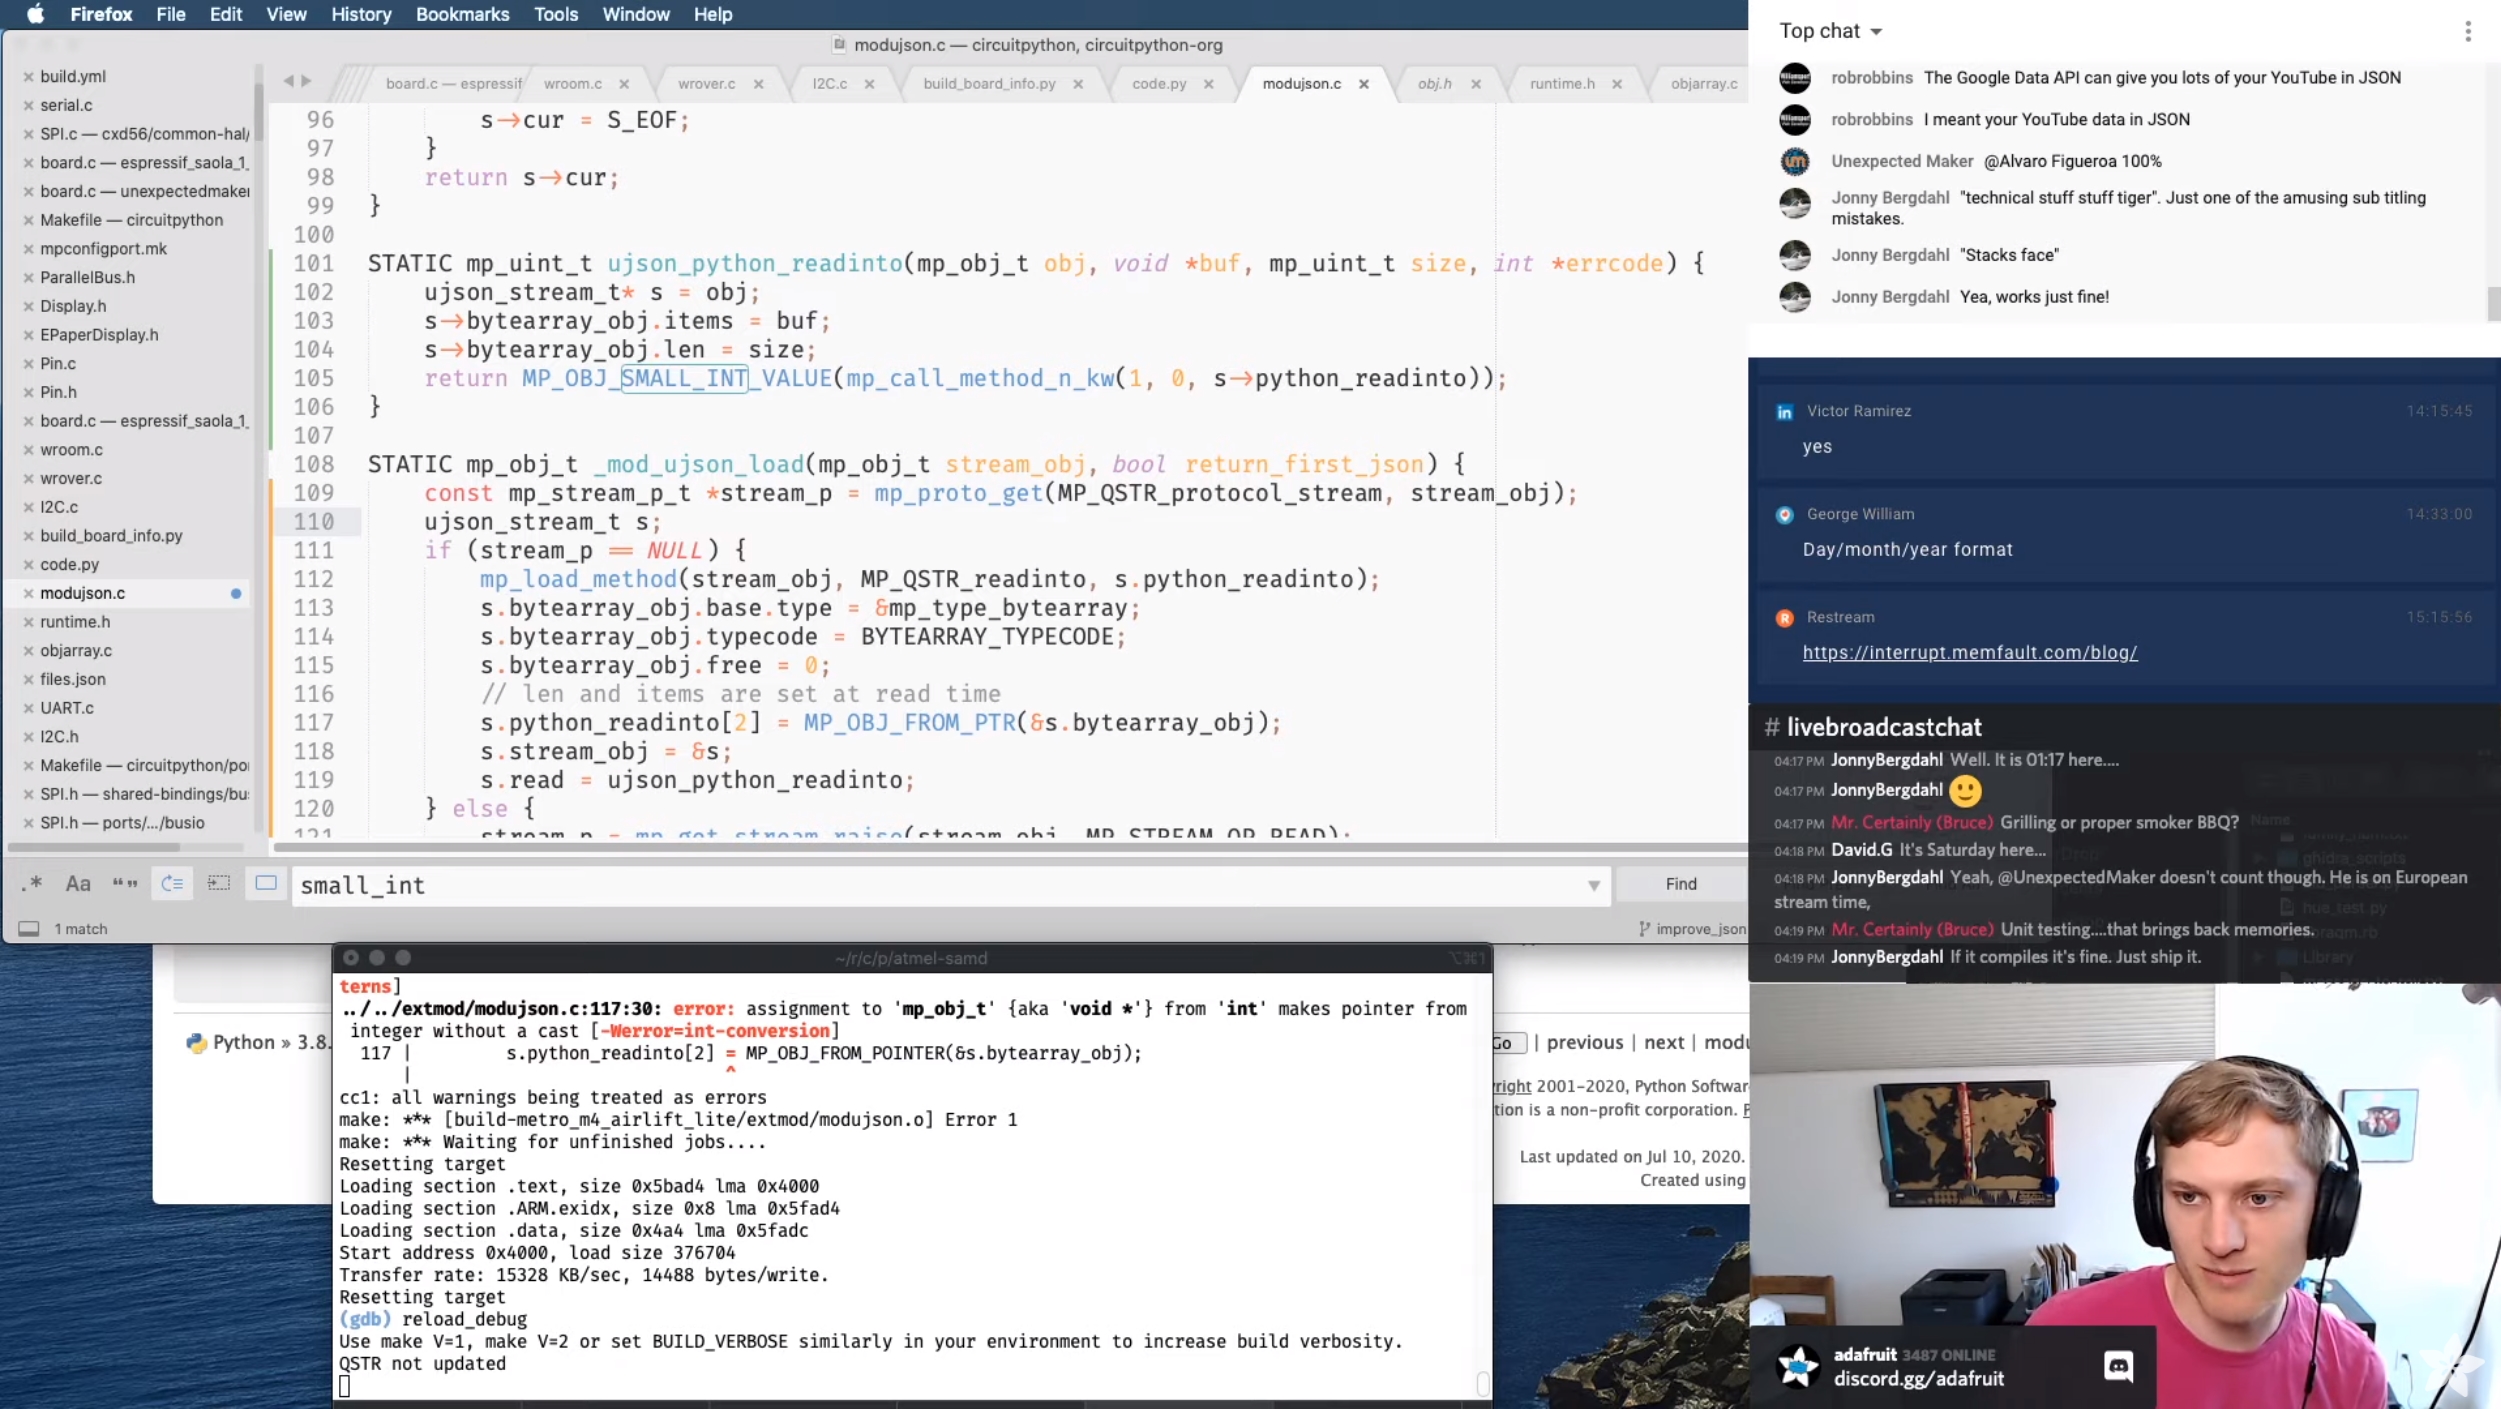 Firefox File Edit View History Bookmarks Tools Window Help
modujson.c — circuitpython, circuitpython-org
build.yml
serial.c
SPI.c — cxd56/common-hal/
board.c — espressif_saola_1_
board.c — unexpectedmaker
Makefile — circuitpython
mpconfigport.mk
ParallelBus.h
Display.h
EPaperDisplay.h
Pin.c
Pin.h
board.c — espressif_saola_1_
wroom.c
wrover.c
I2C.c
build_board_info.py
code.py
modujson.c
runtime.h
objarray.c
files.json
UART.c
I2C.h
Makefile — circuitpython/po
SPI.h — shared-bindings/bu
SPI.h — ports/.../busio
board.c — espressif wroom.c wrover.c I2C.c build_board_info.py code.py modujson.c obj.h runtime.h objarray.c
96 s->cur = S_EOF;
97 }
98 return s->cur;
99 }
100
101 STATIC mp_uint_t ujson_python_readinto(mp_obj_t obj, void *buf, mp_uint_t size, int *errcode) {
102 ujson_stream_t* s = obj;
103 s->bytearray_obj.items = buf;
104 s->bytearray_obj.len = size;
105 return MP_OBJ_SMALL_INT_VALUE(mp_call_method_n_kw(1, 0, s->python_readinto));
106 }
107
108 STATIC mp_obj_t _mod_ujson_load(mp_obj_t stream_obj, bool return_first_json) {
109 const mp_stream_p_t *stream_p = mp_proto_get(MP_QSTR_protocol_stream, stream_obj);
110 ujson_stream_t s;
111 if (stream_p == NULL) {
112 mp_load_method(stream_obj, MP_QSTR_readinto, s.python_readinto);
113 s.bytearray_obj.base.type = &mp_type_bytearray;
114 s.bytearray_obj.typecode = BYTEARRAY_TYPECODE;
115 s.bytearray_obj.free = 0;
116 // len and items are set at read time
117 s.python_readinto[2] = MP_OBJ_FROM_PTR(&s.bytearray_obj);
118 s.stream_obj = &s;
119 s.read = ujson_python_readinto;
120 } else {
121 stream_p = mp_get_stream_raise(stream_obj, MP_STREAM_OP_READ);
.* Aa “” small_int Find
1 match improve_json
~/r/c/p/atmel-samd ⌥⌘1
terns]
../../extmod/modujson.c:117:30: error: assignment to 'mp_obj_t' {aka 'void *'} from 'int' makes pointer from
integer without a cast [-Werror=int-conversion]
117 | s.python_readinto[2] = MP_OBJ_FROM_POINTER(&s.bytearray_obj);
| ^
cc1: all warnings being treated as errors
make: *** [build-metro_m4_airlift_lite/extmod/modujson.o] Error 1
make: *** Waiting for unfinished jobs....
Resetting target
Loading section .text, size 0x5bad4 lma 0x4000
Loading section .ARM.exidx, size 0x8 lma 0x5fad4
Loading section .data, size 0x4a4 lma 0x5fadc
Start address 0x4000, load size 376704
Transfer rate: 15328 KB/sec, 14488 bytes/write.
Resetting target
(gdb) reload_debug
Use make V=1, make V=2 or set BUILD_VERBOSE similarly in your environment to increase build verbosity.
QSTR not updated
Python » 3.8.
Go | previous | next | modu
right 2001-2020, Python Softwar
tion is a non-profit corporation. P
Last updated on Jul 10, 2020.
Created using
Top chat
robrobbins The Google Data API can give you lots of your YouTube in JSON
robrobbins I meant your YouTube data in JSON
Unexpected Maker @Alvaro Figueroa 100%
Jonny Bergdahl "technical stuff stuff tiger". Just one of the amusing sub titling
mistakes.
Jonny Bergdahl "Stacks face"
Jonny Bergdahl Yea, works just fine!
Victor Ramirez 14:15:45
yes
George William 14:33:00
Day/month/year format
Restream 15:15:56
https://interrupt.memfault.com/blog/
# livebroadcastchat
04:17 PM JonnyBergdahl Well. It is 01:17 here....
04:17 PM JonnyBergdahl 🙂
04:17 PM Mr. Certainly (Bruce) Grilling or proper smoker BBQ?
04:18 PM David.G It's Saturday here...
04:18 PM JonnyBergdahl Yeah, @UnexpectedMaker doesn't count though. He is on European
stream time,
04:19 PM Mr. Certainly (Bruce) Unit testing....that brings back memories.
04:19 PM JonnyBergdahl If it compiles it's fine. Just ship it.
Name
ghidra_scripts
hue_test.py
Library
adafruit 3487 ONLINE
discord.gg/adafruit